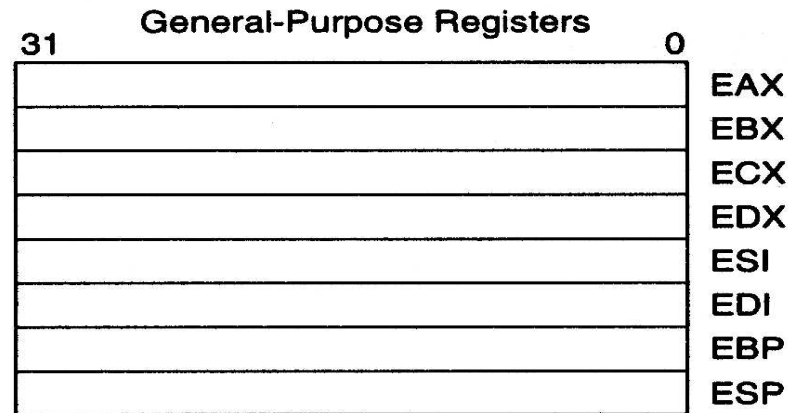 General-Purpose Registers
31 0
EAX
EBX
ECX
EDX
ESI
EDI
EBP
ESP